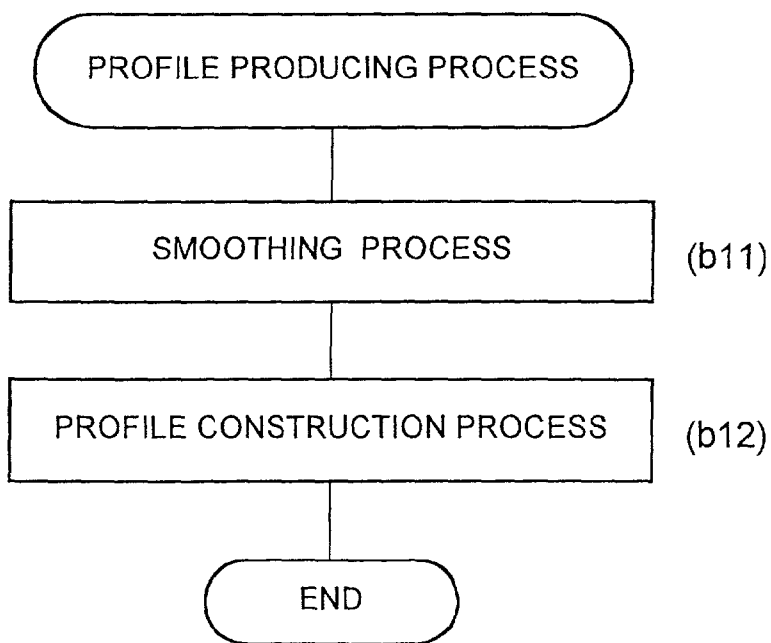 PROFILE PRODUCING PROCESS
SMOOTHING PROCESS
(b11)
PROFILE CONSTRUCTION PROCESS
(b12)
END